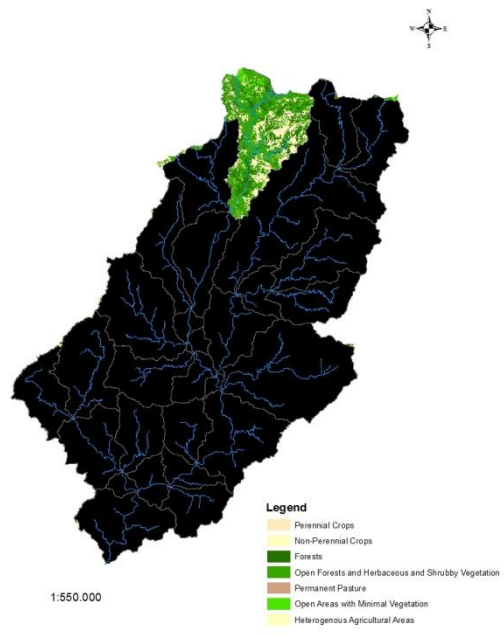 N
W E
S
Legend
Perennial Crops
Non-Perennial Crops
Forests
Open Forests and Herbaceous and Shrubby Vegetation
Permanent Pasture
Open Areas with Minimal Vegetation
Heterogenous Agricultural Areas
1:550.000